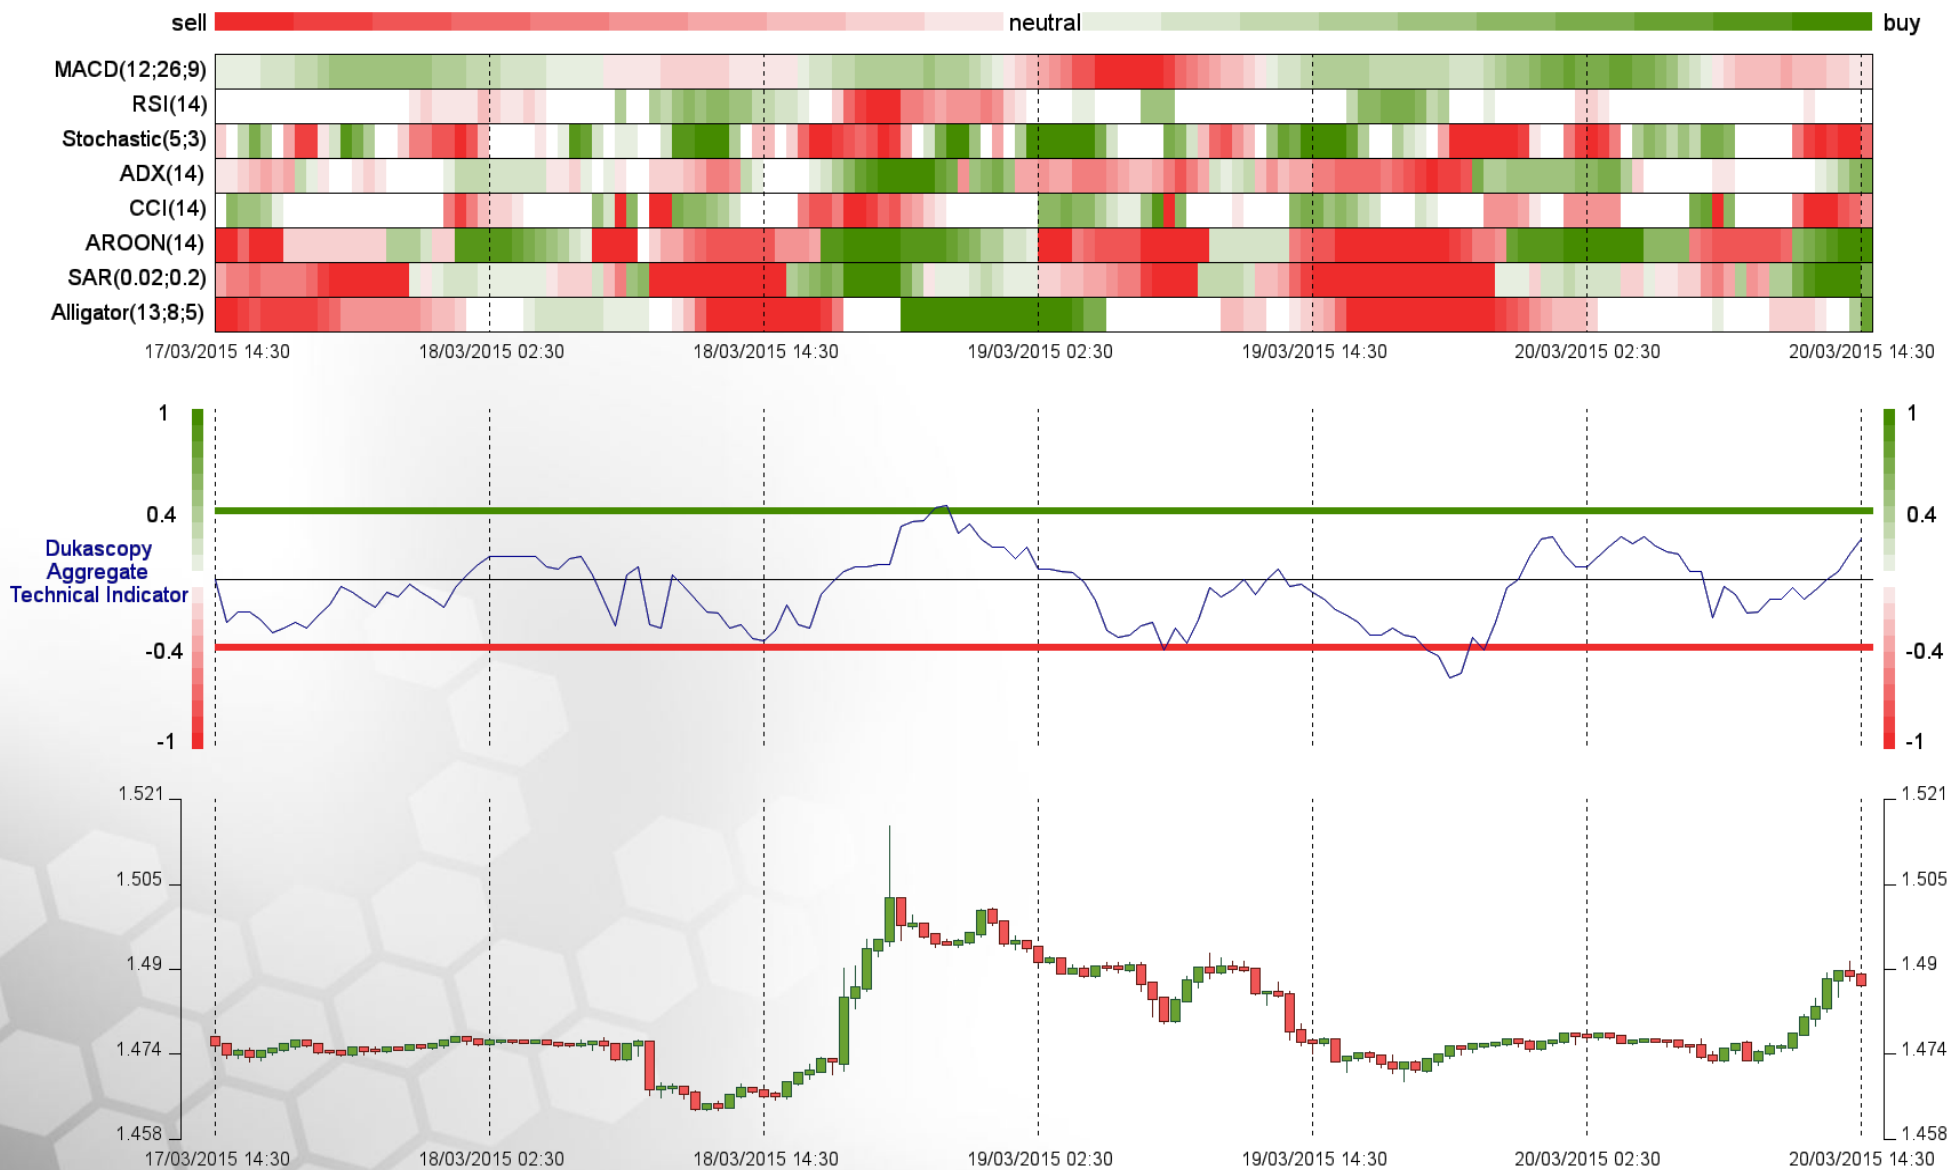 sell neutral buy
MACD(12;26;9)
RSI(14)
Stochastic(5;3)
ADX(14)
CCI(14)
AROON(14)
SAR(0.02;0.2)
Alligator(13;8;5)
17/03/2015 14:30 18/03/2015 02:30 18/03/2015 14:30 19/03/2015 02:30 19/03/2015 14:30 20/03/2015 02:30 20/03/2015 14:30
1 1
0.4 0.4
Dukascopy
Aggregate
Technical Indicator
-0.4 -0.4
-1 -1
1.521 1.521
1.505 1.505
1.49 1.49
1.474 1.474
1.458 1.458
17/03/2015 14:30 18/03/2015 02:30 18/03/2015 14:30 19/03/2015 02:30 19/03/2015 14:30 20/03/2015 02:30 20/03/2015 14:30